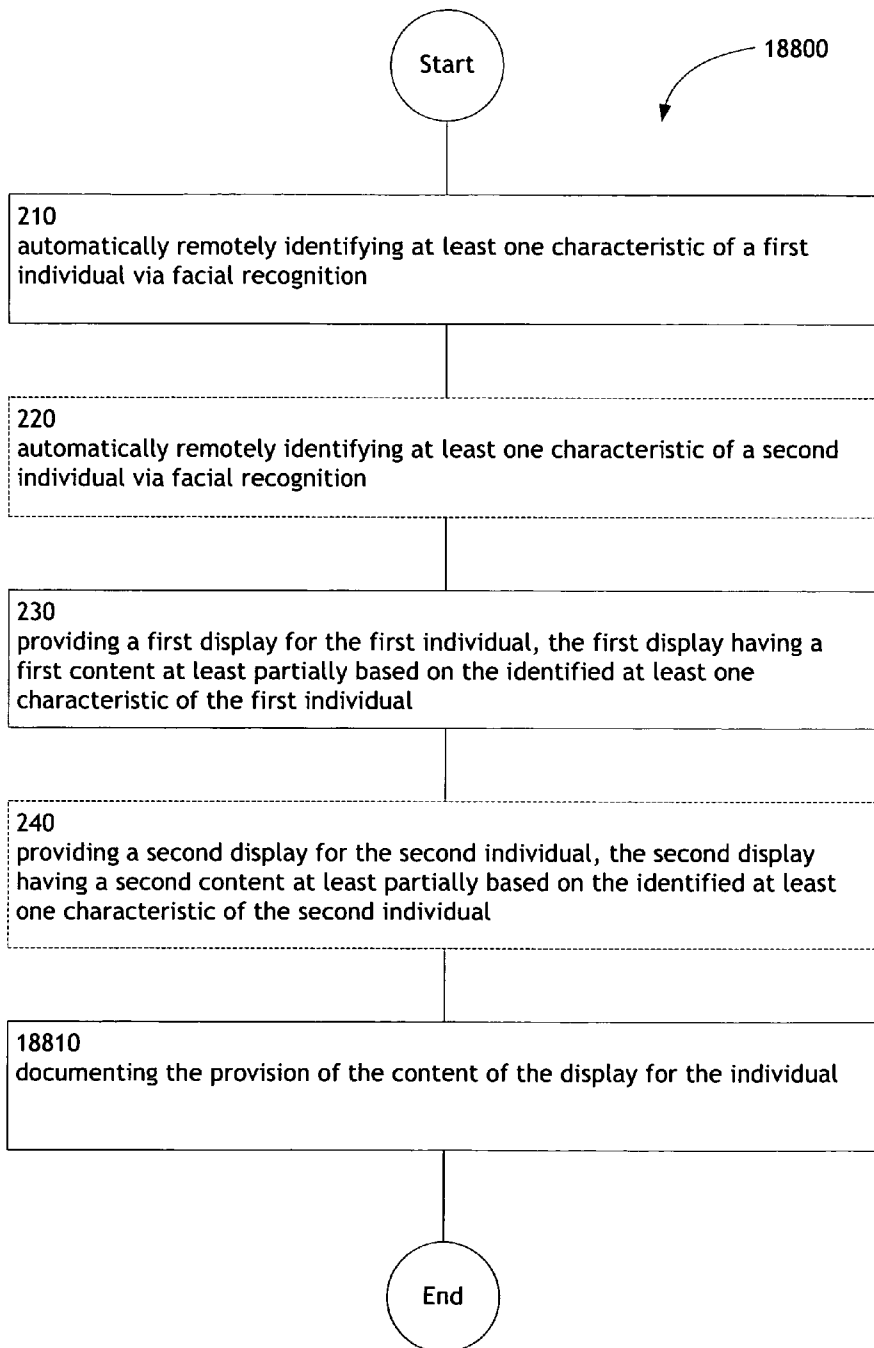 Start
18800
210
automatically remotely identifying at least one characteristic of a first
individual via facial recognition
220
automatically remotely identifying at least one characteristic of a second
individual via facial recognition
230
providing a first display for the first individual, the first display having a
first content at least partially based on the identified at least one
characteristic of the first individual
240
providing a second display for the second individual, the second display
having a second content at least partially based on the identified at least
one characteristic of the second individual
18810
documenting the provision of the content of the display for the individual
End